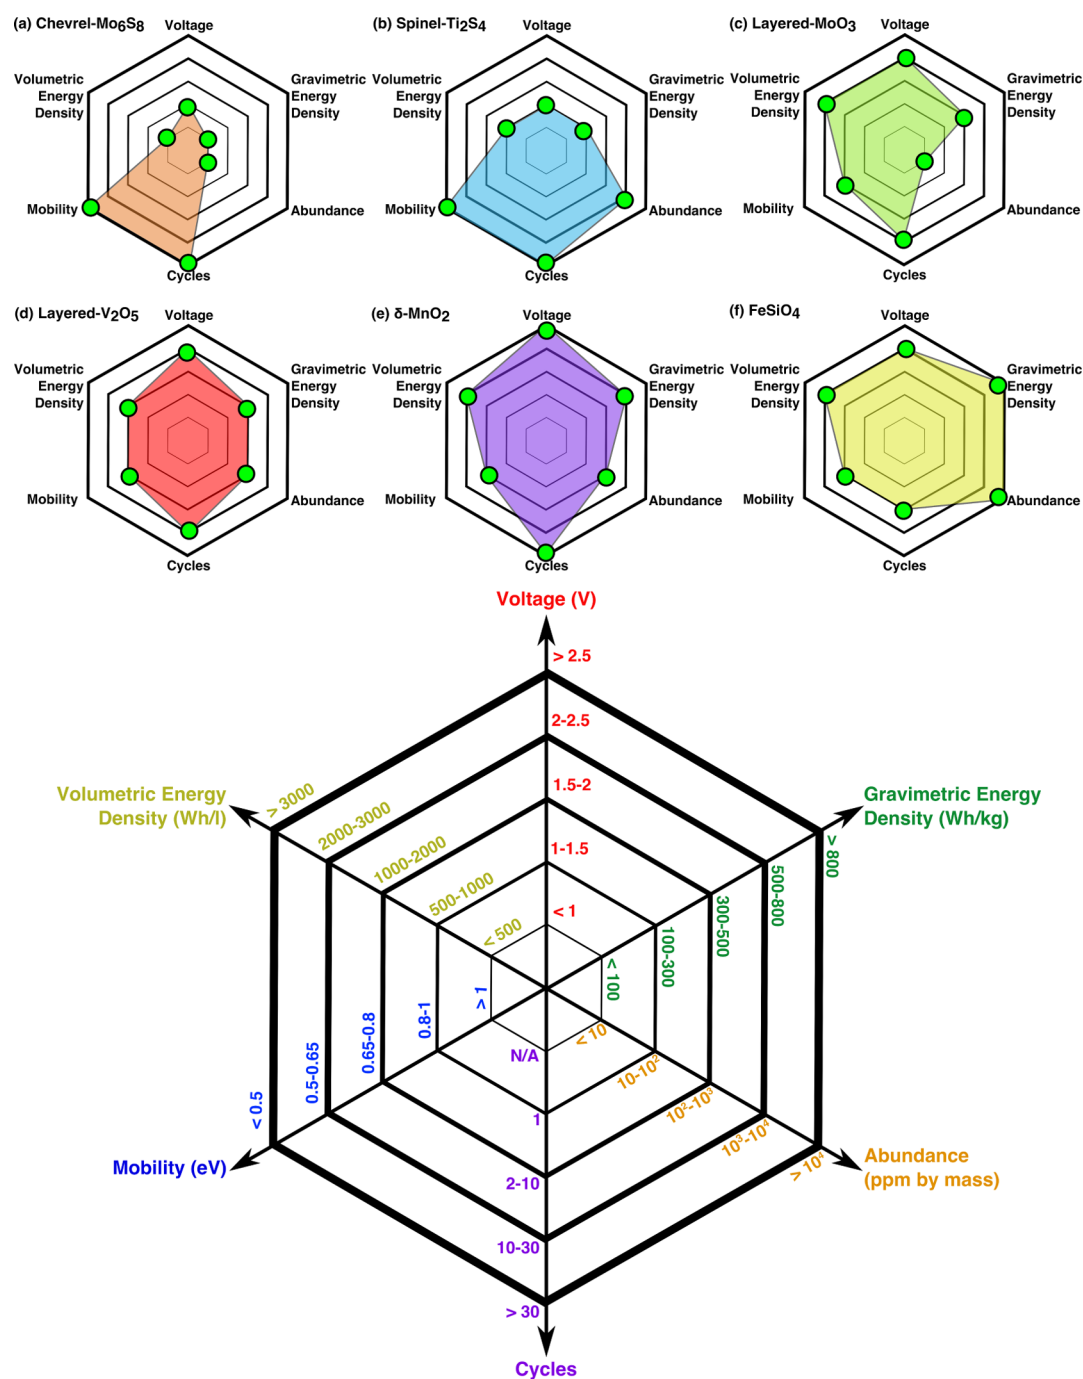 (a) Chevrel-Mo6S8
Voltage
Volumetric
Energy
Density
Gravimetric
Energy
Density
Mobility
Abundance
Cycles
(b) Spinel-Ti2S4
Voltage
Volumetric
Energy
Density
Gravimetric
Energy
Density
Mobility
Abundance
Cycles
(c) Layered-MoO3
Voltage
Volumetric
Energy
Density
Gravimetric
Energy
Density
Mobility
Abundance
Cycles
(d) Layered-V2O5
Voltage
Volumetric
Energy
Density
Gravimetric
Energy
Density
Mobility
Abundance
Cycles
(e) δ-MnO2
Voltage
Volumetric
Energy
Density
Gravimetric
Energy
Density
Mobility
Abundance
Cycles
(f) FeSiO4
Voltage
Volumetric
Energy
Density
Gravimetric
Energy
Density
Mobility
Abundance
Cycles
Voltage (V)
> 2.5
2-2.5
1.5-2
1-1.5
< 1
Volumetric Energy
Density (Wh/l)
> 3000
2000-3000
1000-2000
500-1000
< 500
Gravimetric Energy
Density (Wh/kg)
> 800
500-800
300-500
100-300
< 100
Mobility (eV)
< 0.5
0.5-0.65
0.65-0.8
0.8-1
> 1
Abundance
(ppm by mass)
< 10
10-10²
10²-10³
10³-10⁴
> 10⁴
N/A
1
2-10
10-30
> 30
Cycles